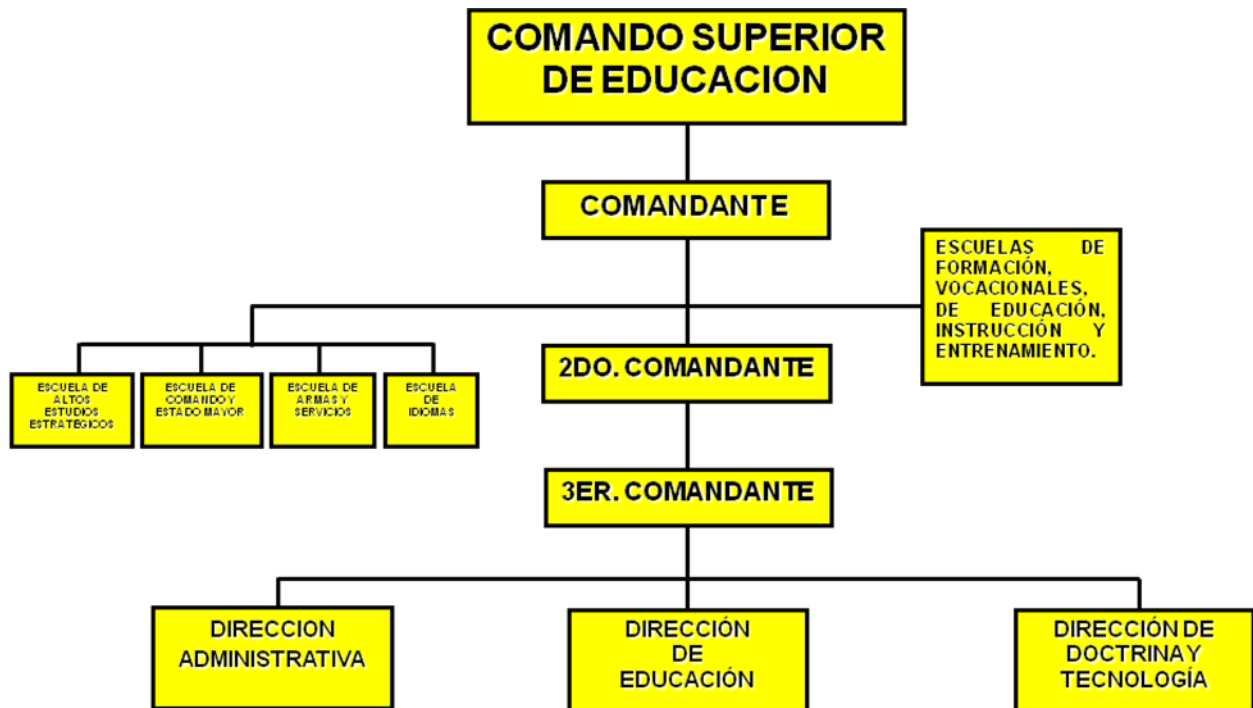 COMANDO SUPERIOR
DE EDUCACION
COMANDANTE
ESCUELAS DE
FORMACIÓN,
VOCACIONALES,
DE EDUCACIÓN,
INSTRUCCIÓN Y
ENTRENAMIENTO.
2DO. COMANDANTE
ESCUELA DE
ALTOS
ESTUDIOS
ESTRATÉGICOS
ESCUELA DE
COMANDO Y
ESTADO MAYOR
ESCUELA DE
ARMAS Y
SERVICIOS
ESCUELA
DE
IDIOMAS
3ER. COMANDANTE
DIRECCION
ADMINISTRATIVA
DIRECCIÓN
DE
EDUCACIÓN
DIRECCIÓN DE
DOCTRINA Y
TECNOLOGÍA